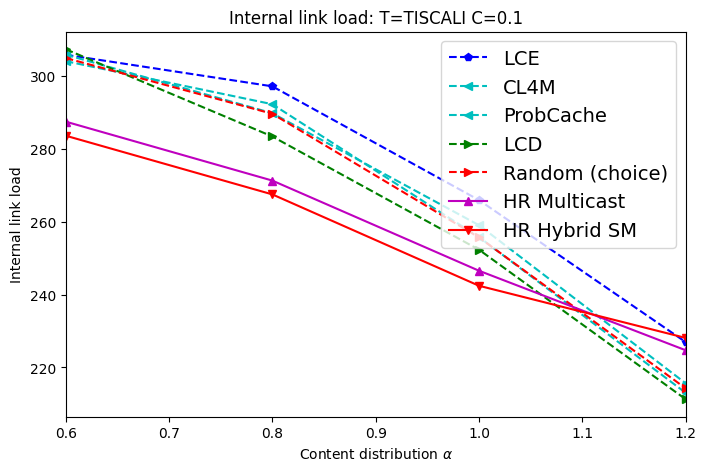 Internal link load: T=TISCALI C=0.1
Internal link load
300
280
260
240
220
LCE
CL4M
ProbCache
LCD
Random (choice)
HR Multicast
HR Hybrid SM
0.6
0.7
0.8
0.9
1.0
1.1
1.2
Content distribution α